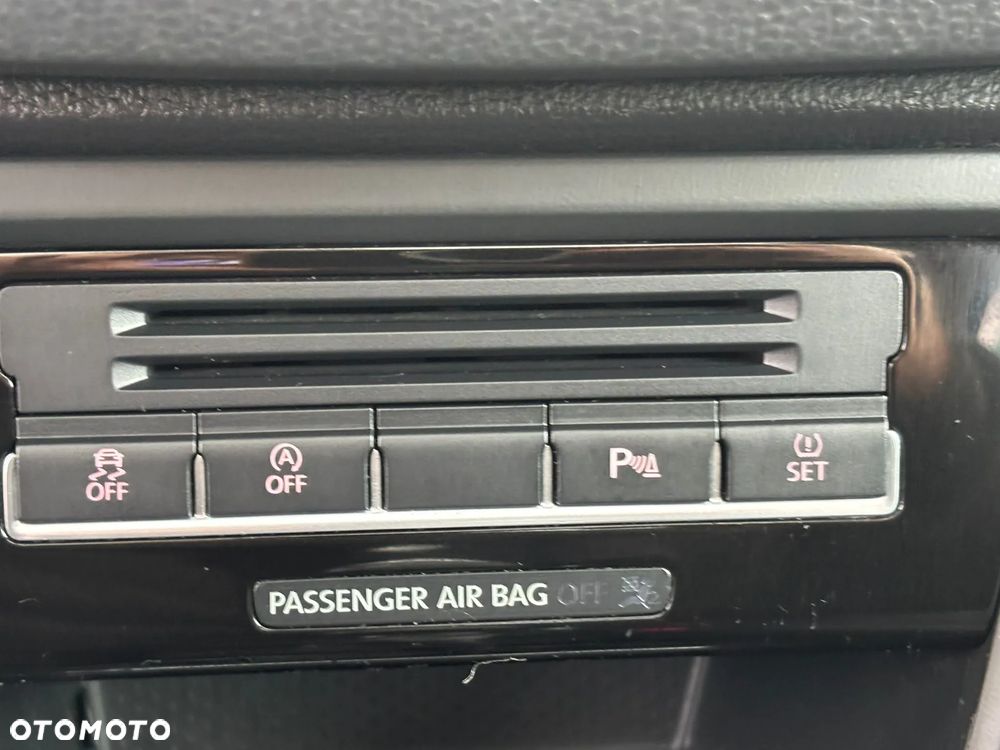 OFF
A
OFF
P
SET
PASSENGER AIR BAG OFF
OTOMOTO